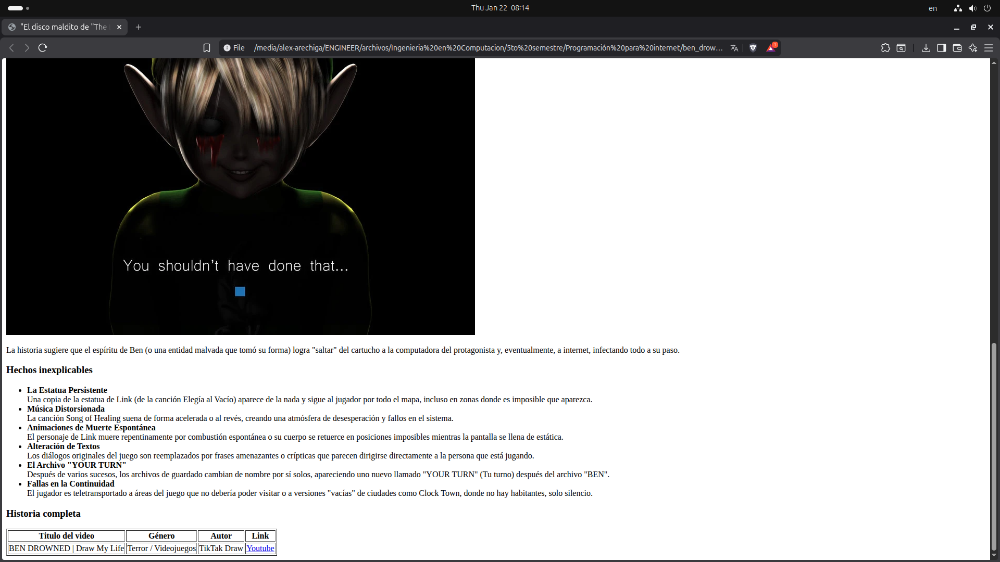 Thu Jan 22  08:14
en
"El disco maldito de "The
File
/media/alex-arechiga/ENGINEER/archivos/Ingenieria%20en%20Computacion/5to%20semestre/Programación%20para%20internet/ben_drow...
1
You shouldn't have done that...
La historia sugiere que el espíritu de Ben (o una entidad malvada que tomó su forma) logra "saltar" del cartucho a la computadora del protagonista y, eventualmente, a internet, infectando todo a su paso.
Hechos inexplicables
• La Estatua Persistente
Una copia de la estatua de Link (de la canción Elegía al Vacío) aparece de la nada y sigue al jugador por todo el mapa, incluso en zonas donde es imposible que aparezca.
• Música Distorsionada
La canción Song of Healing suena de forma acelerada o al revés, creando una atmósfera de desesperación y fallos en el sistema.
• Animaciones de Muerte Espontánea
El personaje de Link muere repentinamente por combustión espontánea o su cuerpo se retuerce en posiciones imposibles mientras la pantalla se llena de estática.
• Alteración de Textos
Los diálogos originales del juego son reemplazados por frases amenazantes o crípticas que parecen dirigirse directamente a la persona que está jugando.
• El Archivo "YOUR TURN"
Después de varios sucesos, los archivos de guardado cambian de nombre por sí solos, apareciendo uno nuevo llamado "YOUR TURN" (Tu turno) después del archivo "BEN".
• Fallas en la Continuidad
El jugador es teletransportado a áreas del juego que no debería poder visitar o a versiones "vacías" de ciudades como Clock Town, donde no hay habitantes, solo silencio.
Historia completa
Titulo del video Género Autor Link
BEN DROWNED | Draw My Life Terror / Videojuegos TikTak Draw Youtube